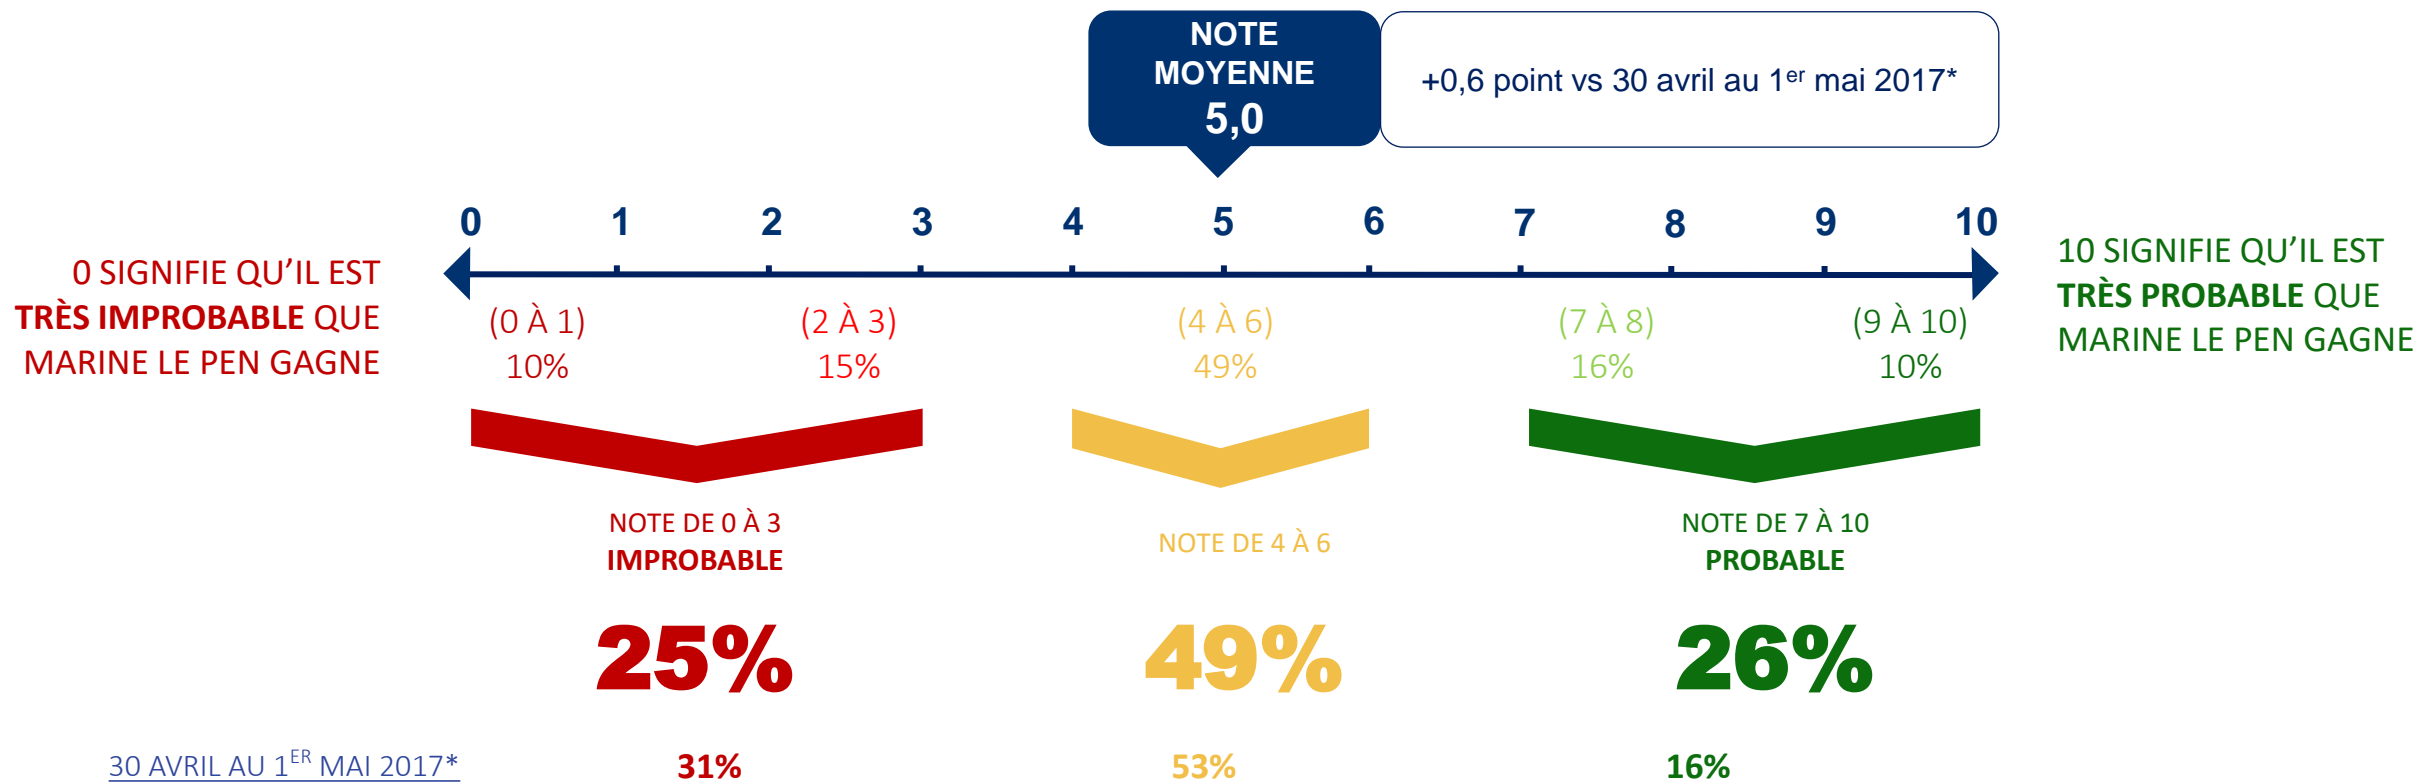 NOTE
MOYENNE
5,0
+0,6 point vs 30 avril au 1er mai 2017*
0 1 2 3 4 5 6 7 8 9 10
0 SIGNIFIE QU’IL EST
TRÈS IMPROBABLE QUE
MARINE LE PEN GAGNE
10 SIGNIFIE QU’IL EST
TRÈS PROBABLE QUE
MARINE LE PEN GAGNE
(0 À 1) (2 À 3) (4 À 6) (7 À 8) (9 À 10)
10% 15% 49% 16% 10%
NOTE DE 0 À 3
IMPROBABLE
NOTE DE 4 À 6
NOTE DE 7 À 10
PROBABLE
25% 49% 26%
30 AVRIL AU 1ER MAI 2017* 31% 53% 16%